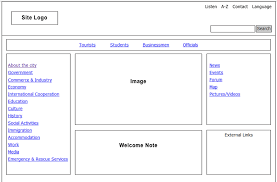 Listen A-Z Contact Language
Site Logo
Search
Tourists Students Businessmen Officials
About the city
Government
Commerce & Industry
Economy
International Cooperation
Education
Culture
History
Social Activities
Immigration
Accommodation
Work
Media
Emergency & Rescue Services
Image
Welcome Note
News
Events
Forum
Map
Pictures/Videos
External Links